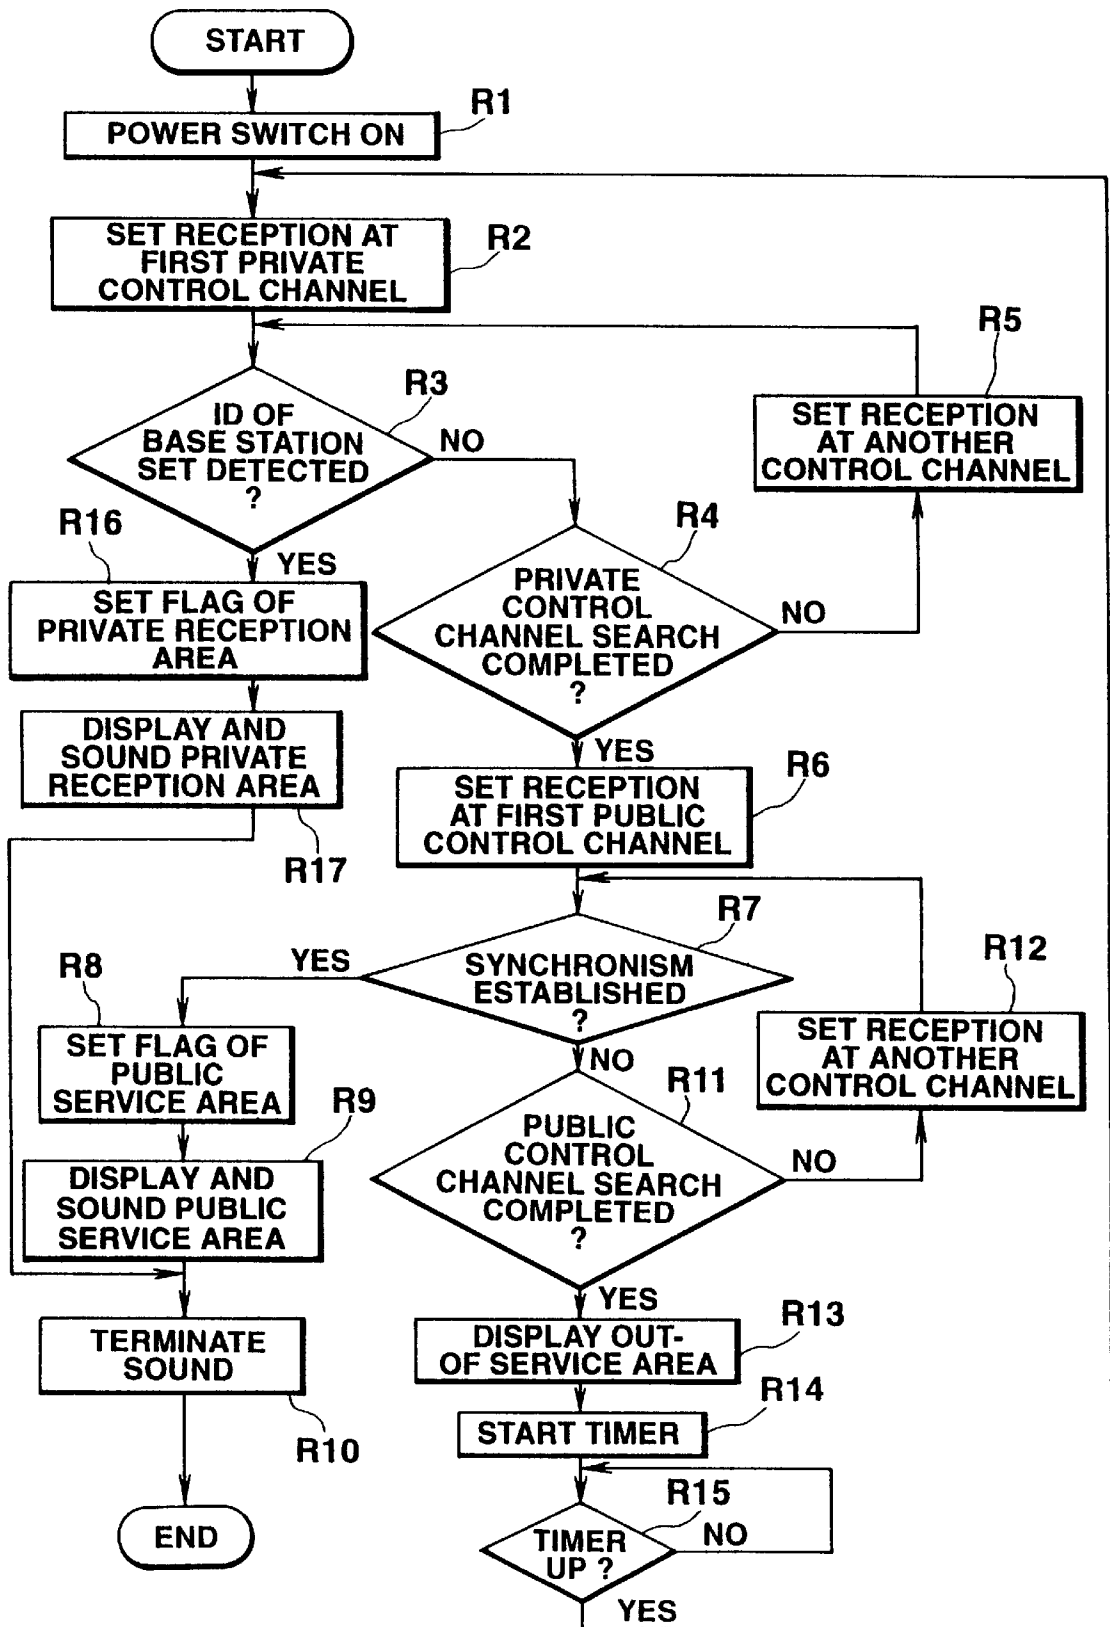 START
R1
POWER SWITCH ON
SET RECEPTION AT
FIRST PRIVATE
CONTROL CHANNEL
R2
R3
ID OF
BASE STATION
SET DETECTED
?
NO
YES
R5
SET RECEPTION
AT ANOTHER
CONTROL CHANNEL
R4
PRIVATE
CONTROL
CHANNEL SEARCH
COMPLETED
?
NO
YES
R16
SET FLAG OF
PRIVATE RECEPTION
AREA
DISPLAY AND
SOUND PRIVATE
RECEPTION AREA
R17
R6
SET RECEPTION
AT FIRST PUBLIC
CONTROL CHANNEL
R7
SYNCHRONISM
ESTABLISHED
?
YES
NO
R8
SET FLAG OF
PUBLIC
SERVICE AREA
R9
DISPLAY AND
SOUND PUBLIC
SERVICE AREA
R12
SET RECEPTION
AT ANOTHER
CONTROL CHANNEL
R11
PUBLIC
CONTROL
CHANNEL SEARCH
COMPLETED
?
NO
YES
TERMINATE
SOUND
R10
END
R13
DISPLAY OUT-
OF SERVICE AREA
R14
START TIMER
R15
TIMER
UP ?
NO
YES